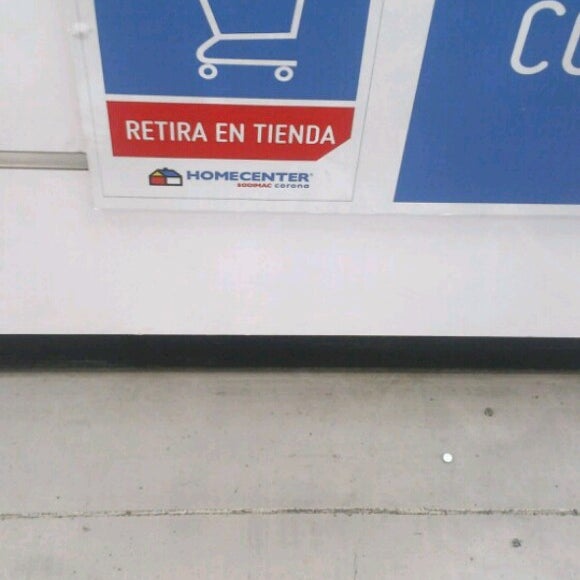 RETIRA EN TIENDA
HOMECENTER
SODIMAC corona